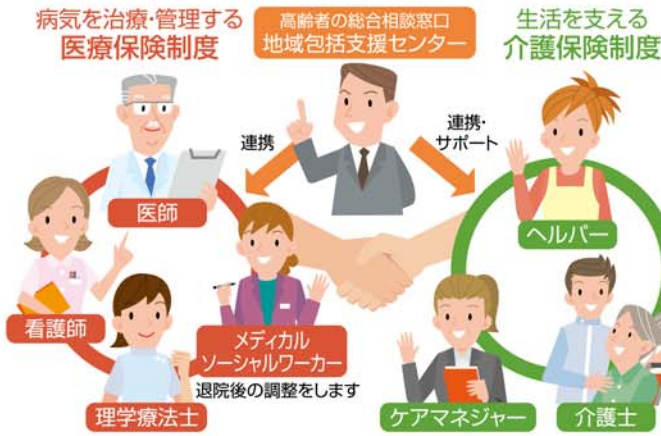 病気を治療・管理する
医療保険制度
高齢者の総合相談窓口
地域包括支援センター
生活を支える
介護保険制度
連携
連携・
サポート
医師
ヘルパー
看護師
メディカル
ソーシャルワーカー
退院後の調整をします
理学療法士
ケアマネジャー
介護士